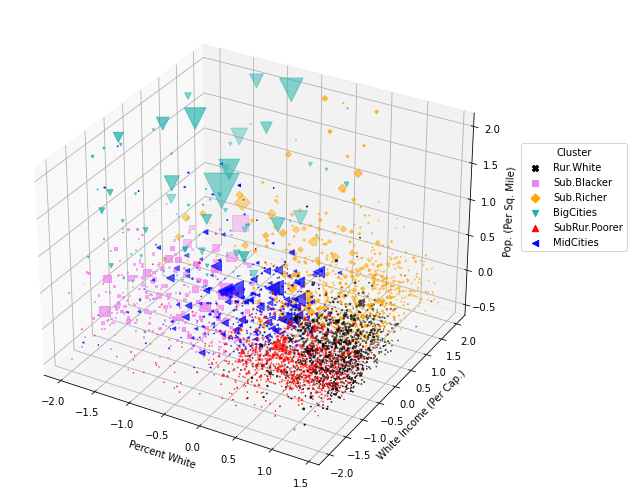 Cluster
Rur.White
Sub.Blacker
Sub.Richer
BigCities
SubRur.Poorer
MidCities
2.0
1.5
1.0
0.5
0.0
−0.5
Pop. (Per Sq. Mile)
2.0
1.5
1.0
0.5
0.0
−0.5
−1.0
−1.5
−2.0
White Income (Per Cap.)
−2.0
−1.5
−1.0
−0.5
0.0
0.5
1.0
1.5
Percent White